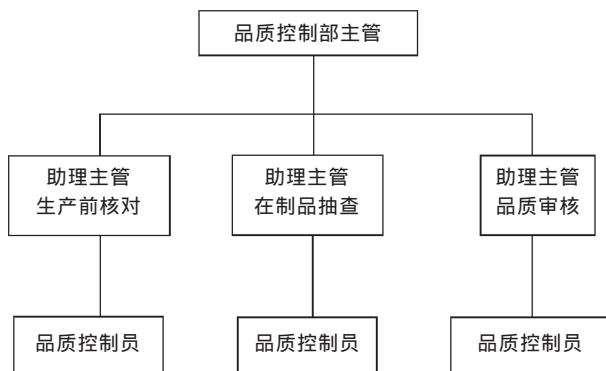 品质控制部主管
助理主管
生产前核对
助理主管
在制品抽查
助理主管
品质审核
品质控制员
品质控制员
品质控制员